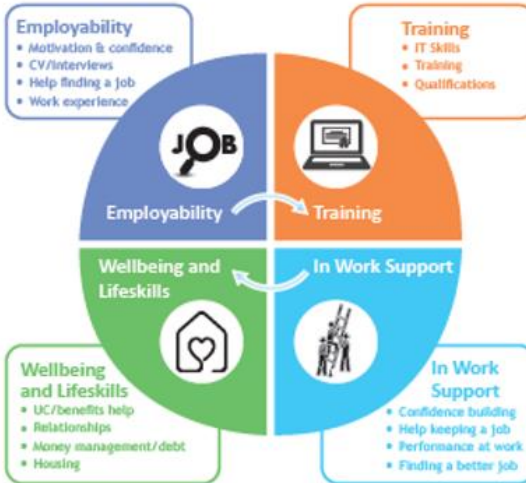 Employability
• Motivation & confidence
• CV/Interviews
• Help finding a job
• Work experience
Training
• IT Skills
• Training
• Qualifications
JOB
Employability
Training
Wellbeing and
Lifeskills
In Work Support
Wellbeing
and Lifeskills
• UC/benefits help
• Relationships
• Money management/debt
• Housing
In Work
Support
• Confidence building
• Help keeping a job
• Performance at work
• Finding a better job